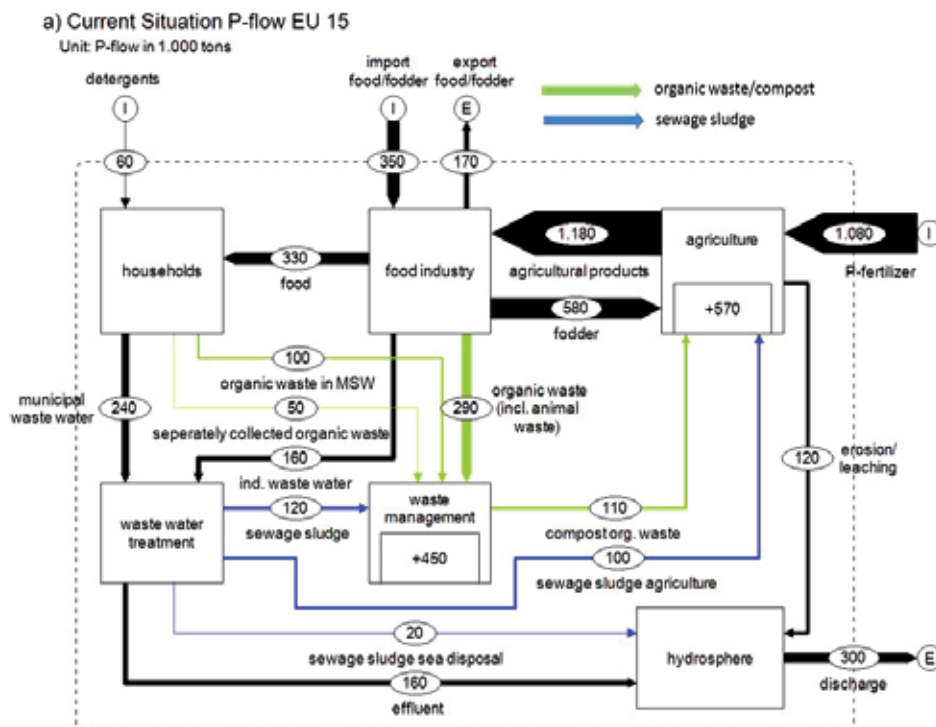 a) Current Situation P-flow EU 15
Unit: P-flow in 1.000 tons
detergents
import
food/fodder
export
food/fodder
I
I
E
organic waste/compost
sewage sludge
60
350
170
households
food industry
agriculture
330
food
1.180
agricultural products
1.080
I
P-fertilizer
+570
580
fodder
100
organic waste in MSW
municipal
waste water
240
50
seperately collected organic waste
290
organic waste
(incl. animal
waste)
160
ind. waste water
120
erosion/
leaching
waste water
treatment
120
sewage sludge
waste
management
+450
110
compost org. waste
100
sewage sludge agriculture
20
sewage sludge sea disposal
hydrosphere
300
E
discharge
160
effluent